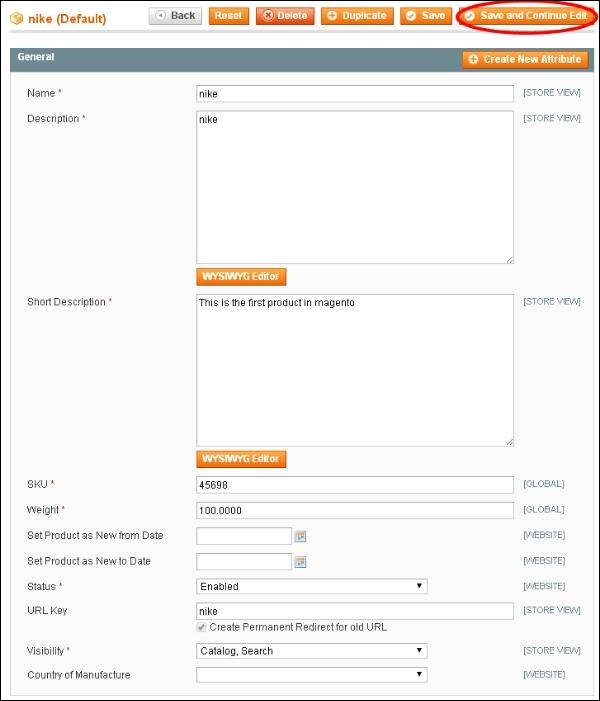 nike (Default)
Back
Reset
Delete
Duplicate
Save
Save and Continue Edit
General
Create New Attribute
Name *
nike
[STORE VIEW]
Description *
nike
[STORE VIEW]
WYSIWYG Editor
Short Description *
This is the first product in magento
[STORE VIEW]
WYSIWYG Editor
SKU *
45698
[GLOBAL]
Weight *
100.0000
[GLOBAL]
Set Product as New from Date
[WEBSITE]
Set Product as New to Date
[WEBSITE]
Status *
Enabled
[WEBSITE]
URL Key
nike
[STORE VIEW]
Create Permanent Redirect for old URL
Visibility *
Catalog, Search
[STORE VIEW]
Country of Manufacture
[WEBSITE]